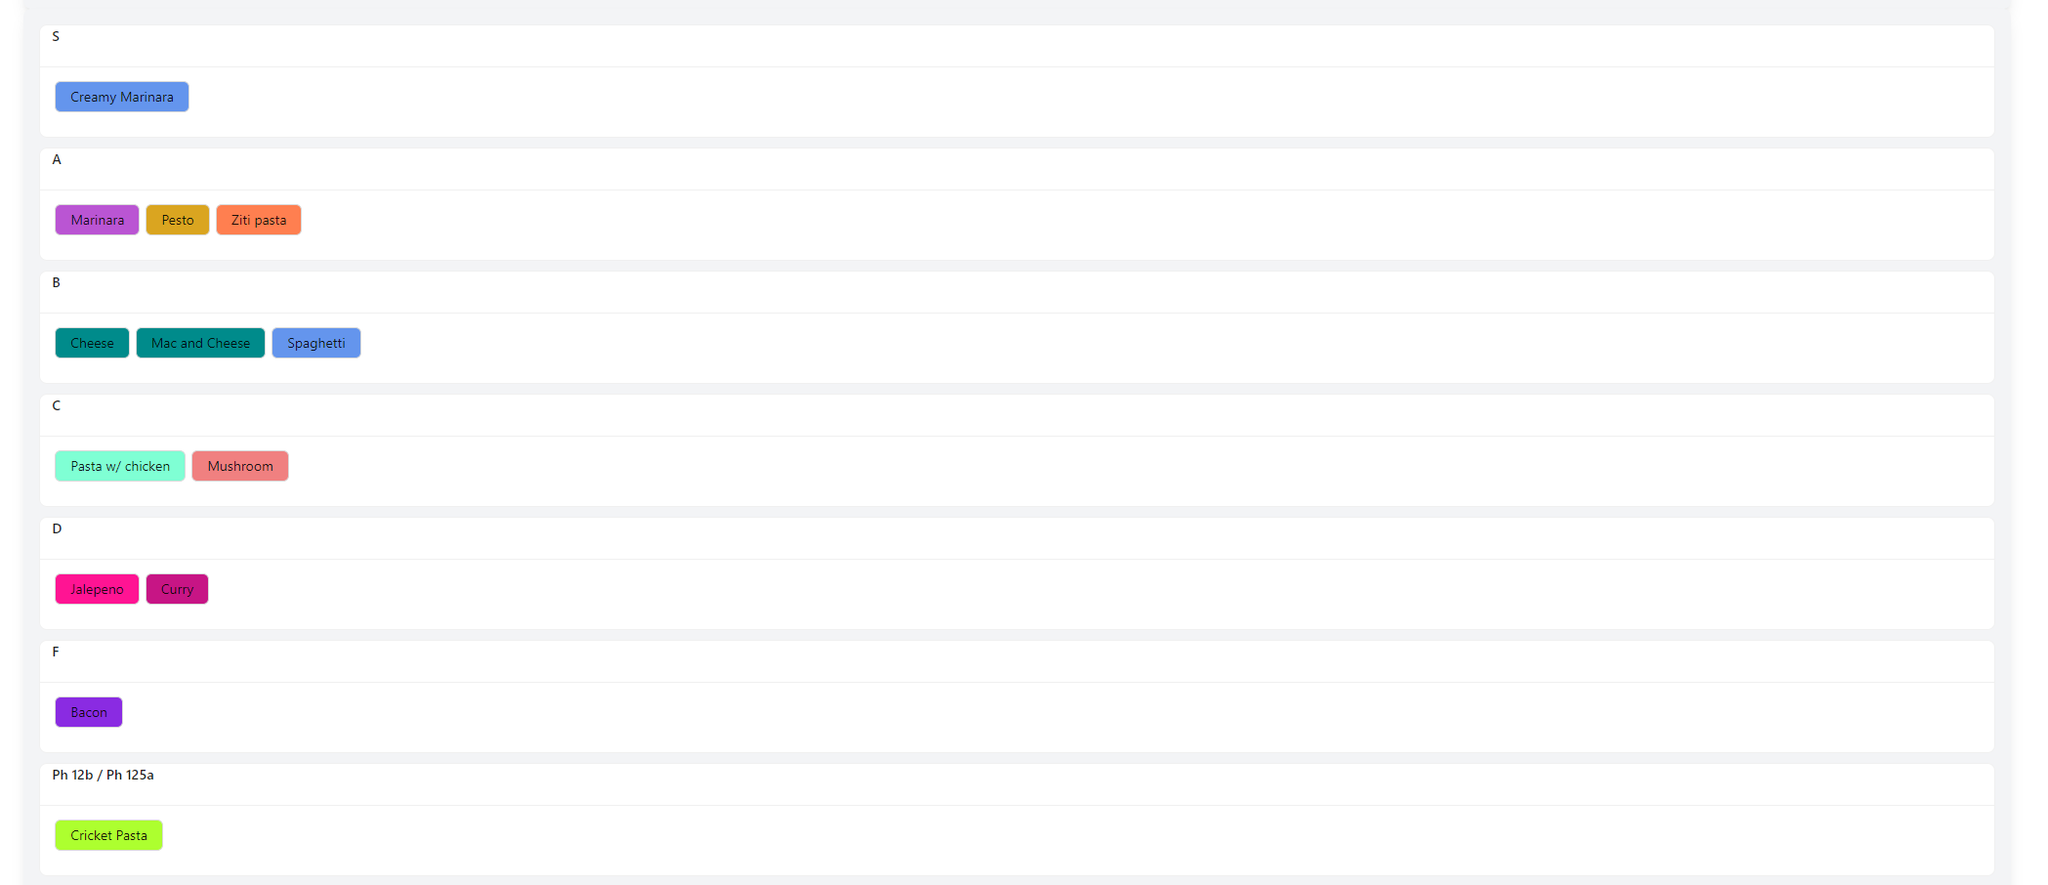 S
Creamy Marinara
A
Marinara Pesto Ziti pasta
B
Cheese Mac and Cheese Spaghetti
C
Pasta w/ chicken Mushroom
D
Jalepeno Curry
F
Bacon
Ph 12b / Ph 125a
Cricket Pasta